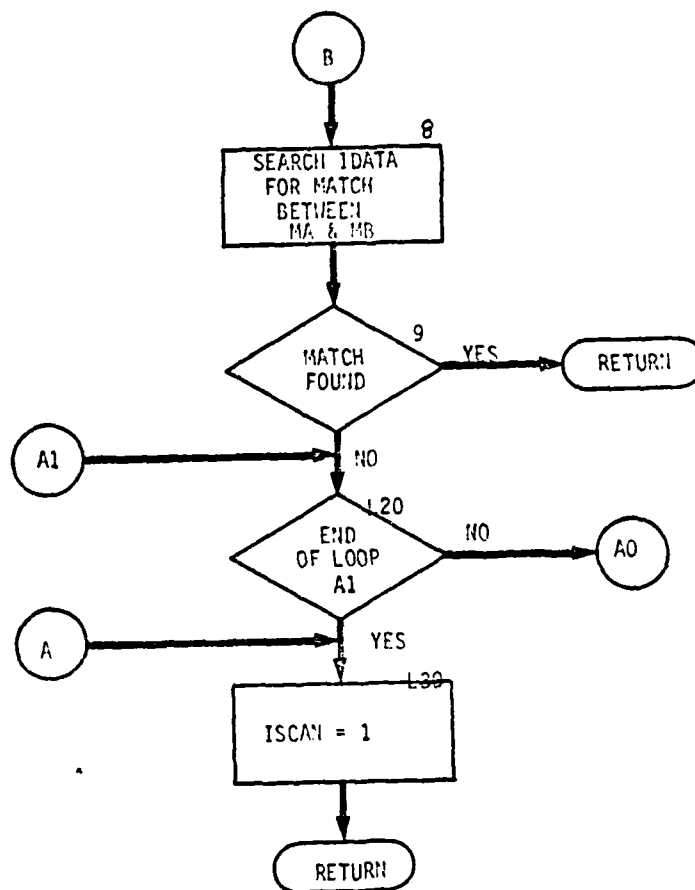 B
8
SEARCH IDATA
FOR MATCH
BETWEEN
MA & MB
9
MATCH
FOUND
YES
RETURN
A1
NO
L20
END
OF LOOP
A1
NO
A0
A
YES
L30
ISCAN = 1
RETURN